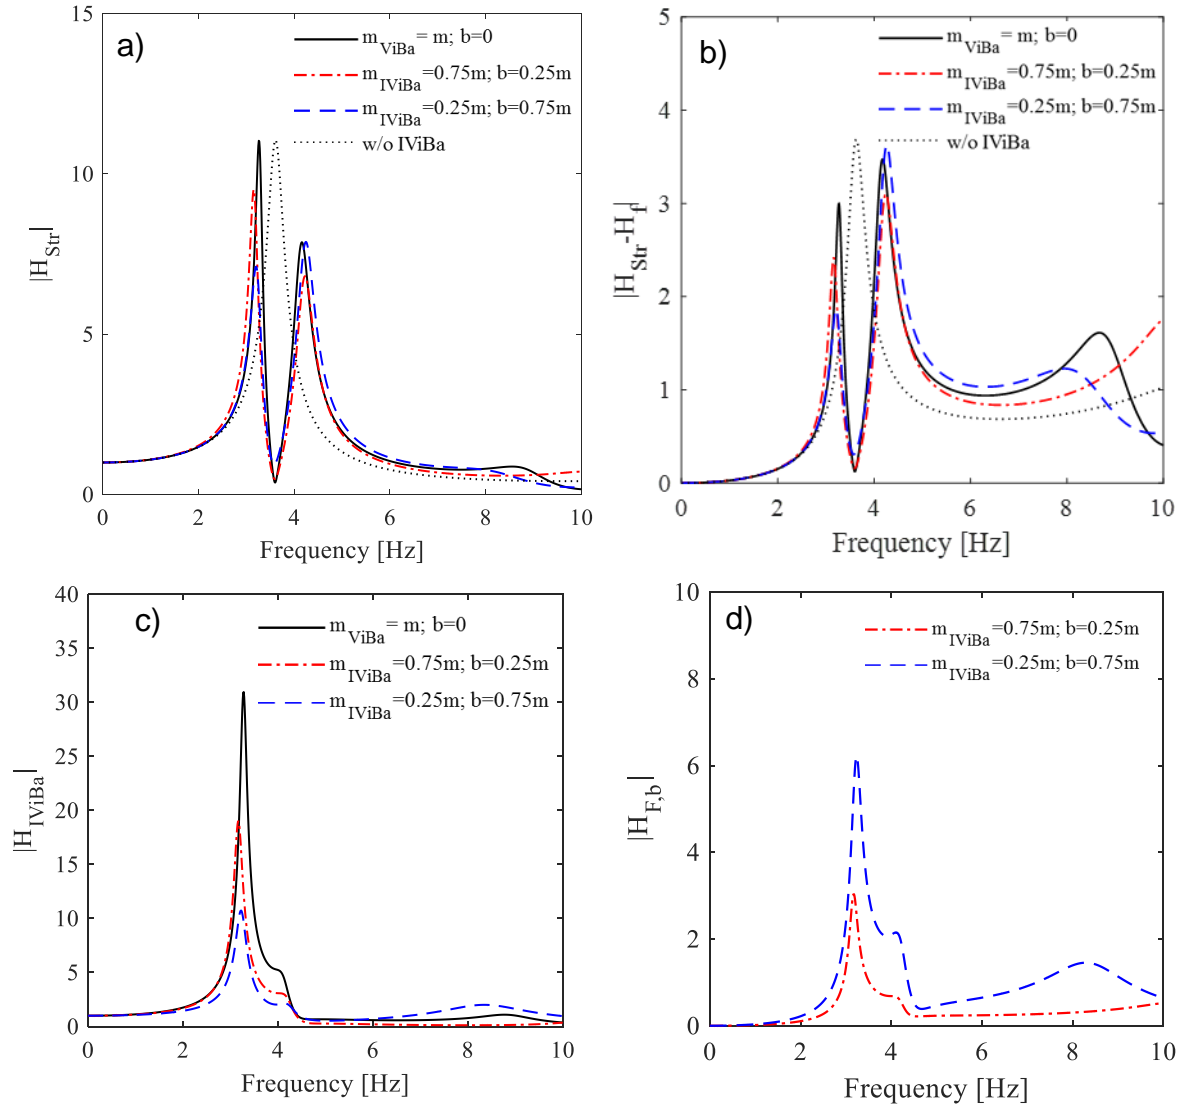 a)
m_ViBa = m; b=0
m_IViBa=0.75m; b=0.25m
m_IViBa=0.25m; b=0.75m
w/o IViBa
15
10
5
0
|H_Str|
0 2 4 6 8 10
Frequency [Hz]
b)
m_ViBa = m; b=0
m_IViBa=0.75m; b=0.25m
m_IViBa=0.25m; b=0.75m
w/o IViBa
5
4
3
2
1
0
|H_Str-H_f|
0 2 4 6 8 10
Frequency [Hz]
c)
m_ViBa = m; b=0
m_IViBa=0.75m; b=0.25m
m_IViBa=0.25m; b=0.75m
40
35
30
25
20
15
10
5
0
|H_IViBa|
0 2 4 6 8 10
Frequency [Hz]
d)
m_IViBa=0.75m; b=0.25m
m_IViBa=0.25m; b=0.75m
10
8
6
4
2
0
|H_F,b|
0 2 4 6 8 10
Frequency [Hz]